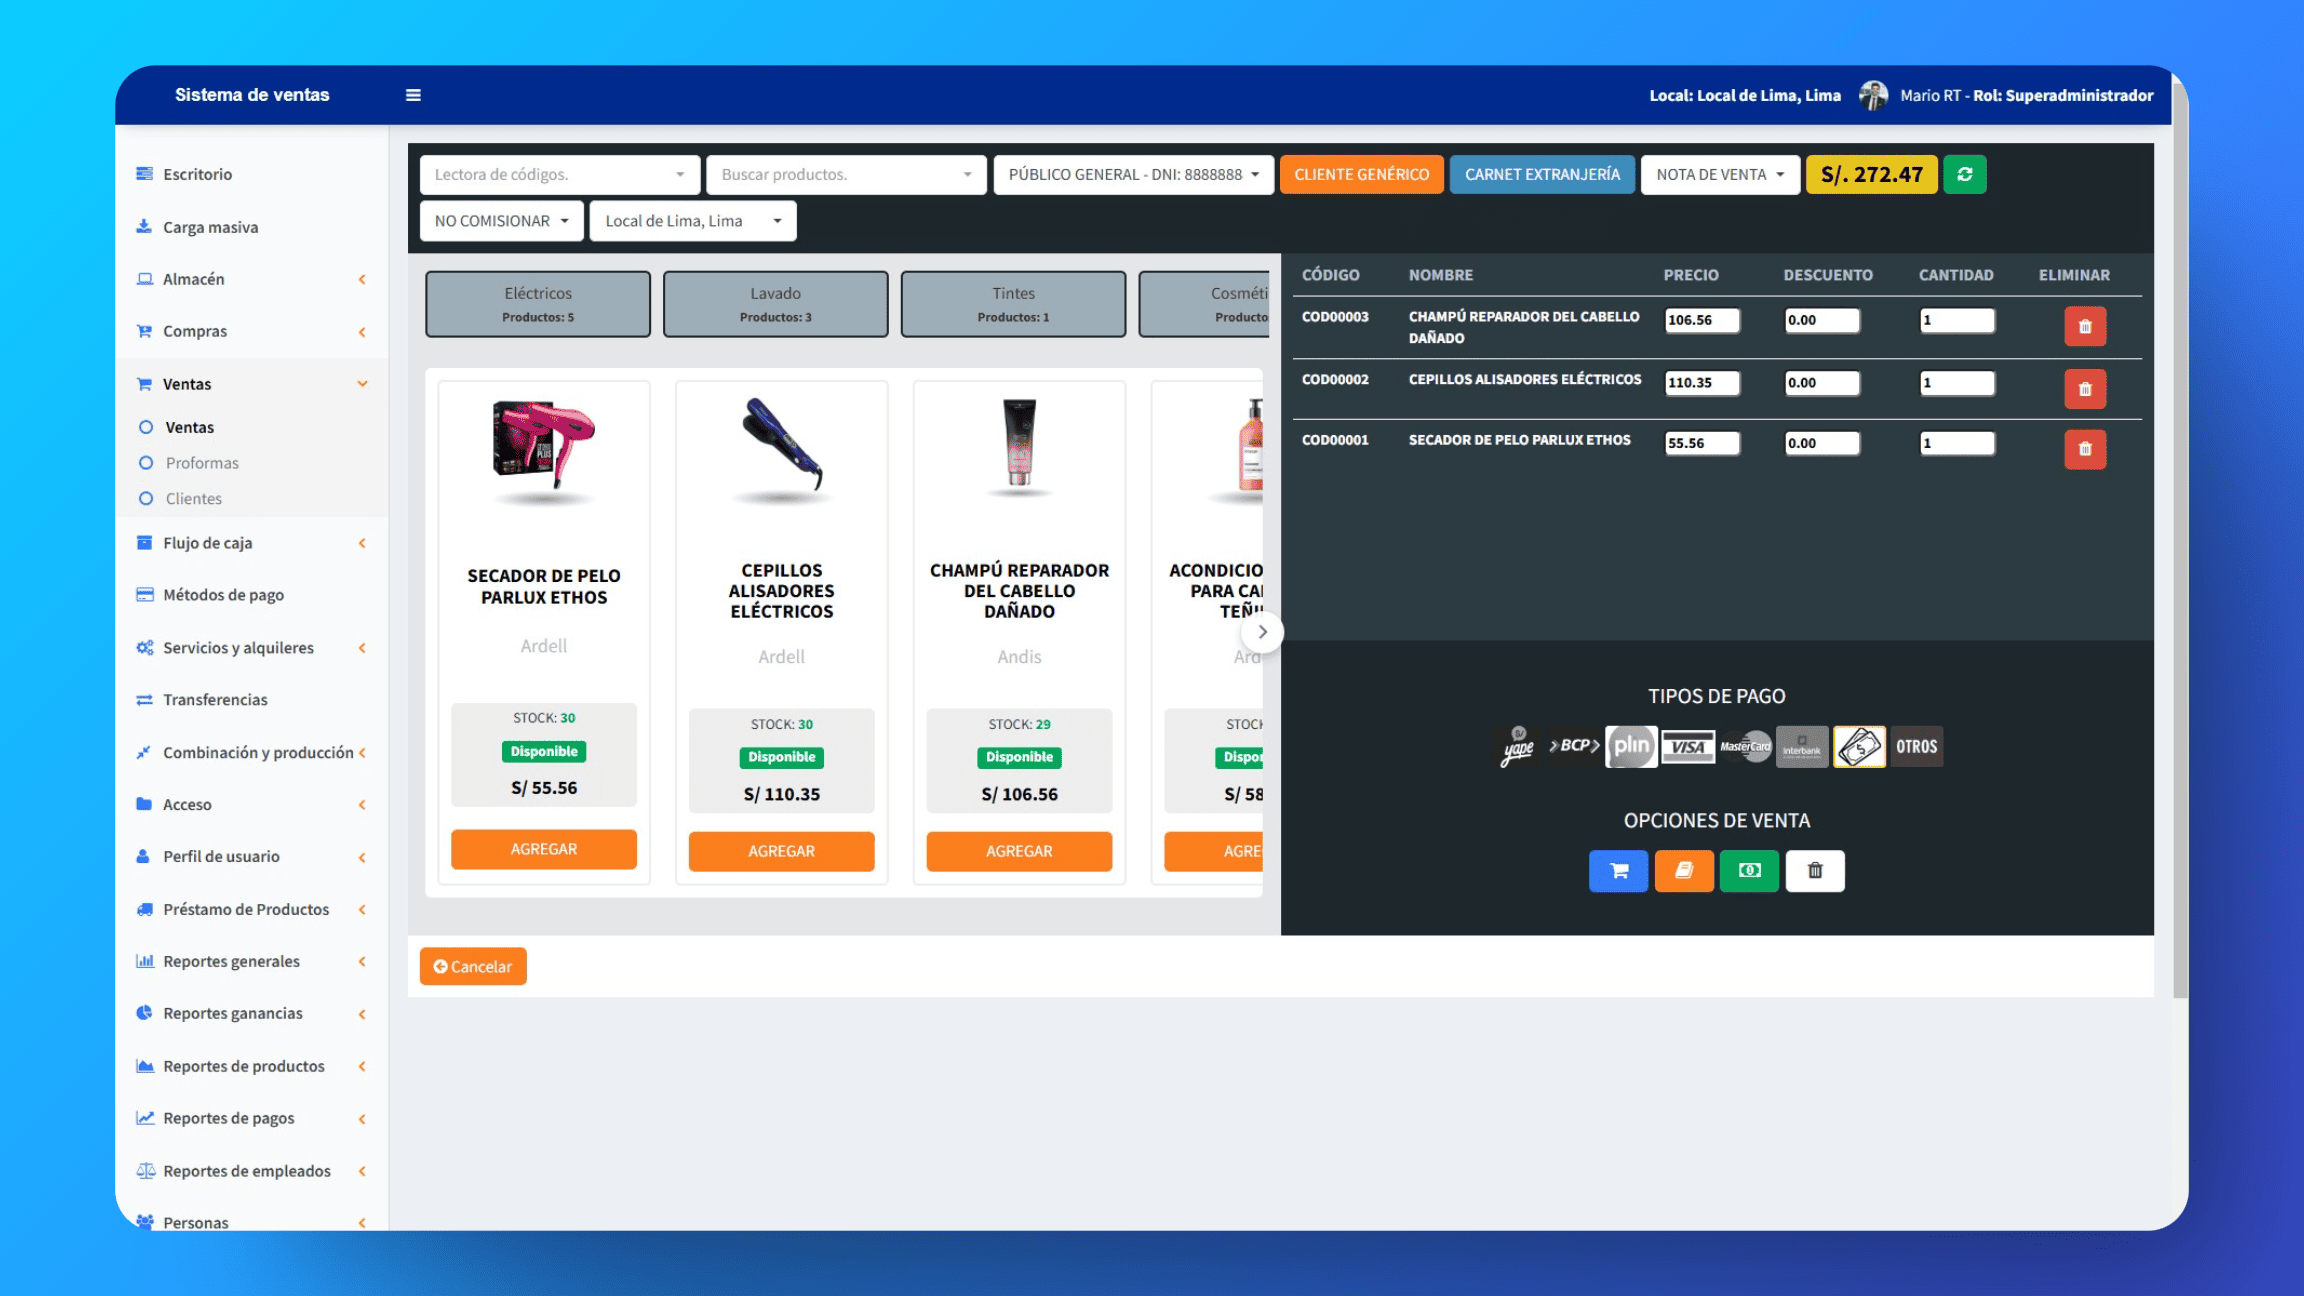 Sistema de ventas
Local: Local de Lima, Lima
Mario RT - Rol: Superadministrador
Escritorio
Carga masiva
Almacén
Compras
Ventas
Ventas
Proformas
Clientes
Flujo de caja
Métodos de pago
Servicios y alquileres
Transferencias
Combinación y producción
Acceso
Perfil de usuario
Préstamo de Productos
Reportes generales
Reportes ganancias
Reportes de productos
Reportes de pagos
Reportes de empleados
Personas
Lectora de códigos.
Buscar productos.
PÚBLICO GENERAL - DNI: 8888888
CLIENTE GENÉRICO
CARNET EXTRANJERÍA
NOTA DE VENTA
S/. 272.47
NO COMISIONAR
Local de Lima, Lima
Eléctricos
Productos: 5
Lavado
Productos: 3
Tintes
Productos: 1
Cosméti
Producto
SECADOR DE PELO
PARLUX ETHOS
Ardell
STOCK: 30
Disponible
S/ 55.56
AGREGAR
CEPILLOS
ALISADORES
ELÉCTRICOS
Ardell
STOCK: 30
Disponible
S/ 110.35
AGREGAR
CHAMPÚ REPARADOR
DEL CABELLO
DAÑADO
Andis
STOCK: 29
Disponible
S/ 106.56
AGREGAR
ACONDICIO
PARA CA
TEÑI
Ard
STOCK
Dispo
S/ 58
AGRE
CÓDIGO NOMBRE PRECIO DESCUENTO CANTIDAD ELIMINAR
COD00003 CHAMPÚ REPARADOR DEL CABELLO 106.56 0.00 1
DAÑADO
COD00002 CEPILLOS ALISADORES ELÉCTRICOS 110.35 0.00 1
COD00001 SECADOR DE PELO PARLUX ETHOS 55.56 0.00 1
TIPOS DE PAGO
yape BCP plin VISA MasterCard interbank OTROS
OPCIONES DE VENTA
Cancelar